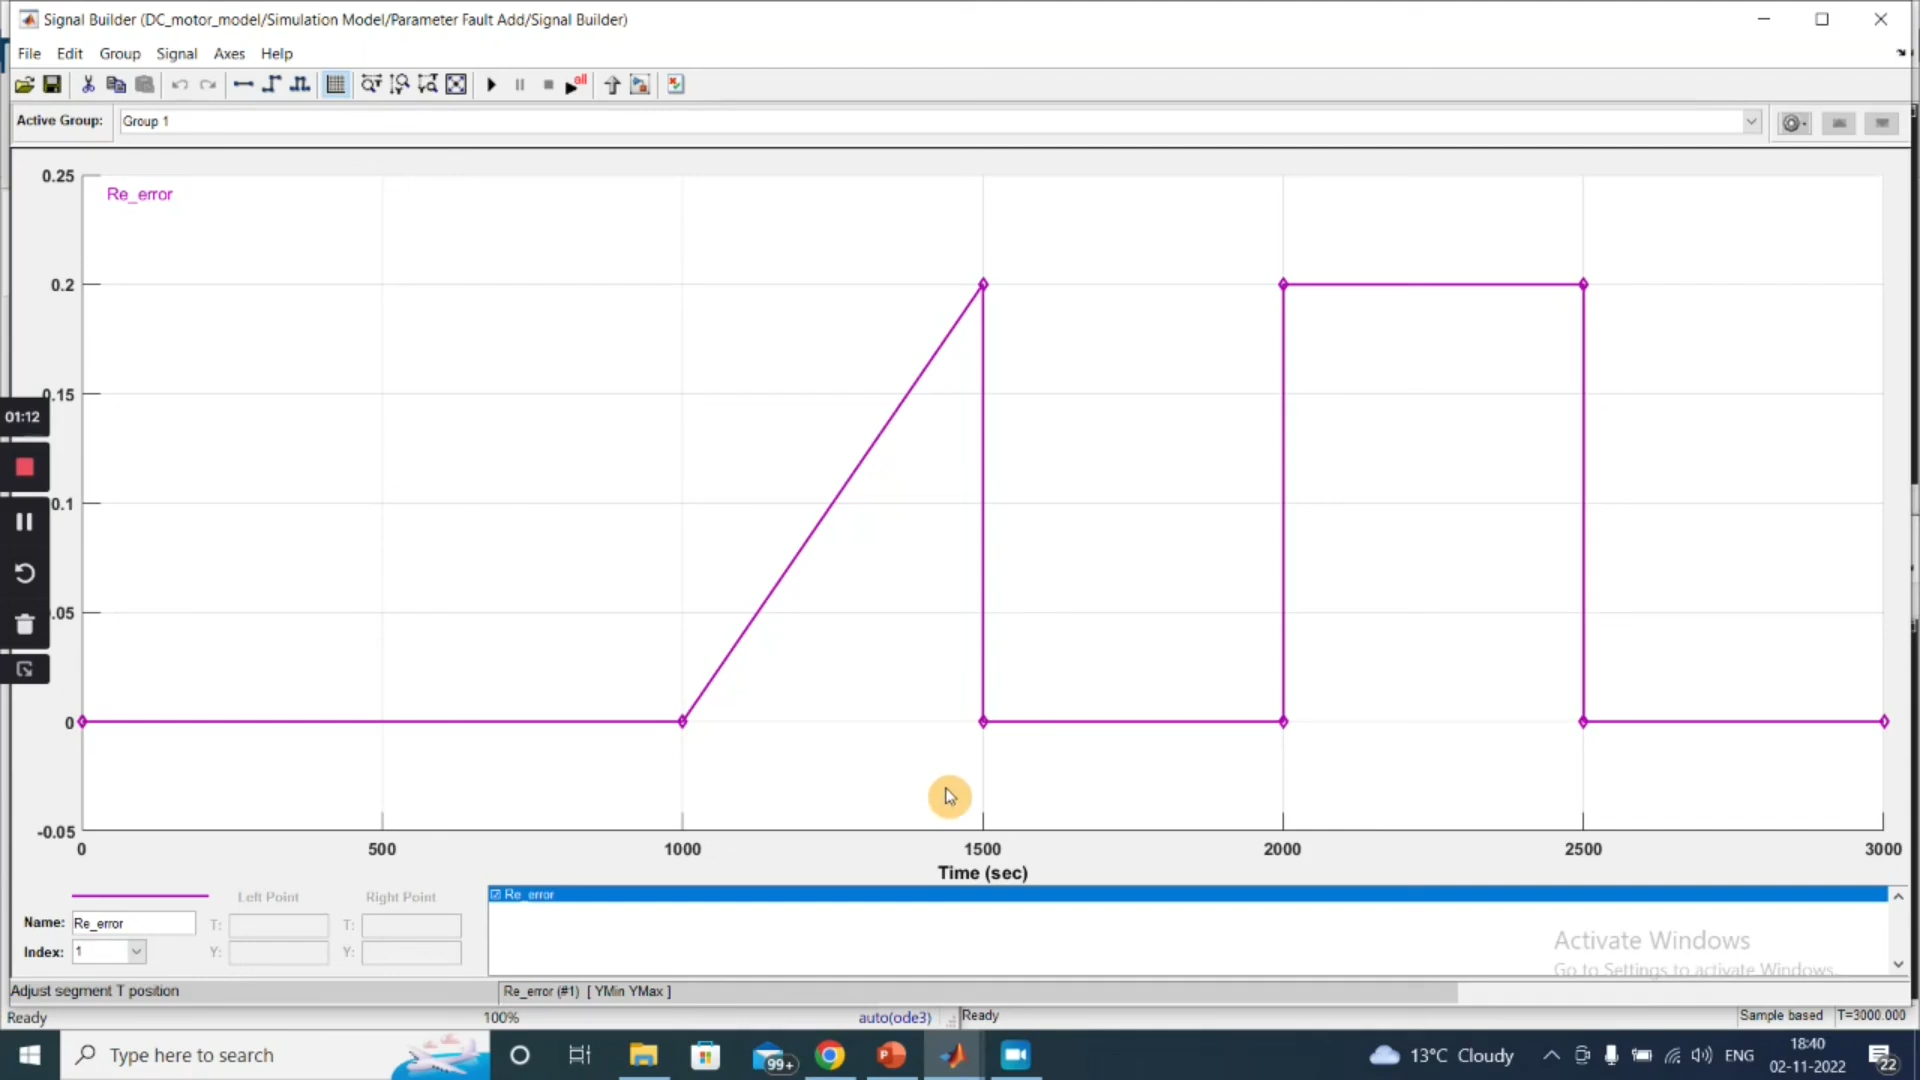 Signal Builder (DC_motor_model/Simulation Model/Parameter Fault Add/Signal Builder)
File Edit Group Signal Axes Help
all
Active Group: Group 1
0.25
Re_error
0.2
0.15
01:12
0.1
.05
0
-0.05
0 500 1000 1500 2000 2500 3000
Time (sec)
Left Point Right Point
Re_error
Name: Re_error T: T:
Index: 1 Y: Y:
Activate Windows
Go to Settings to activate Windows.
Adjust segment T position Re_error (#1) [ YMin YMax ]
Ready 100% auto(ode3) Ready Sample based T=3000.000
Type here to search 99+ 13°C Cloudy ENG 18:40
02-11-2022 22